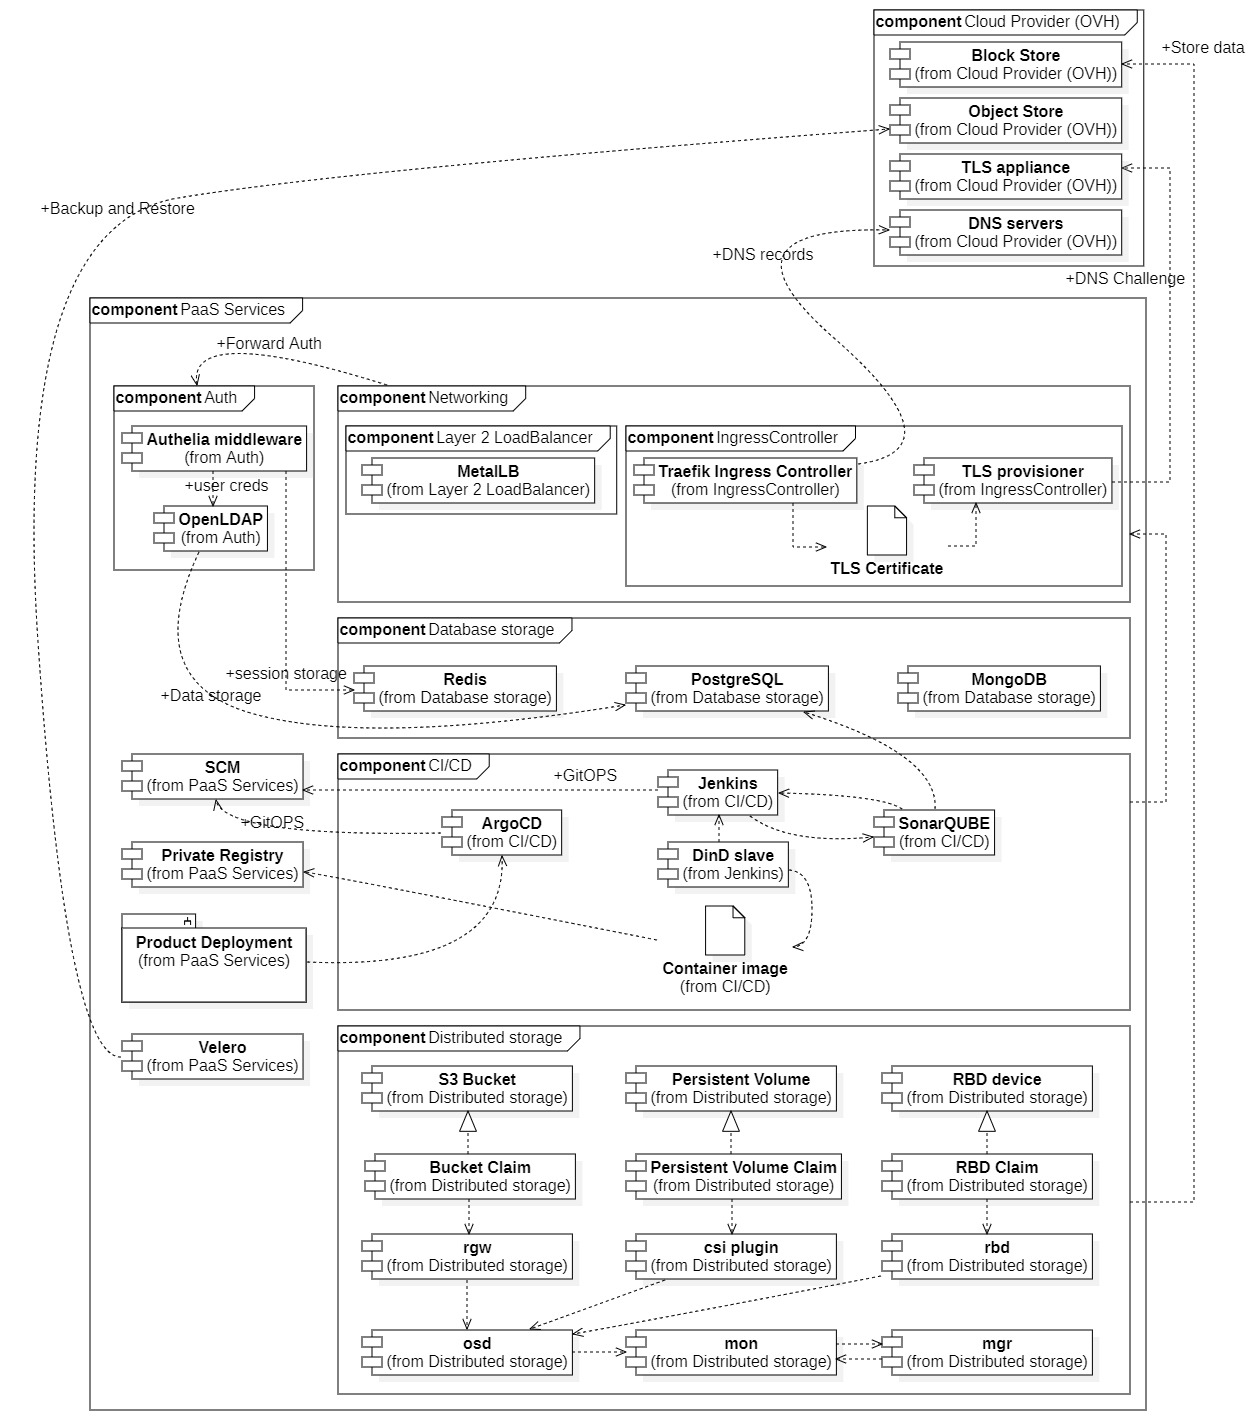 component Cloud Provider (OVH)
Block Store
(from Cloud Provider (OVH))
+Store data
Object Store
(from Cloud Provider (OVH))
TLS appliance
(from Cloud Provider (OVH))
+Backup and Restore
DNS servers
(from Cloud Provider (OVH))
+DNS records
+DNS Challenge
component PaaS Services
+Forward Auth
component Auth
Authelia middleware
(from Auth)
+user creds
OpenLDAP
(from Auth)
component Networking
component Layer 2 LoadBalancer
MetalLB
(from Layer 2 LoadBalancer)
component IngressController
Traefik Ingress Controller
(from IngressController)
TLS provisioner
(from IngressController)
TLS Certificate
component Database storage
+session storage
+Data storage
Redis
(from Database storage)
PostgreSQL
(from Database storage)
MongoDB
(from Database storage)
SCM
(from PaaS Services)
+GitOPS
Private Registry
(from PaaS Services)
Product Deployment
(from PaaS Services)
Velero
(from PaaS Services)
component CI/CD
+GitOPS
Jenkins
(from CI/CD)
ArgoCD
(from CI/CD)
SonarQUBE
(from CI/CD)
DinD slave
(from Jenkins)
Container image
(from CI/CD)
component Distributed storage
S3 Bucket
(from Distributed storage)
Persistent Volume
(from Distributed storage)
RBD device
(from Distributed storage)
Bucket Claim
(from Distributed storage)
Persistent Volume Claim
(from Distributed storage)
RBD Claim
(from Distributed storage)
rgw
(from Distributed storage)
csi plugin
(from Distributed storage)
rbd
(from Distributed storage)
osd
(from Distributed storage)
mon
(from Distributed storage)
mgr
(from Distributed storage)